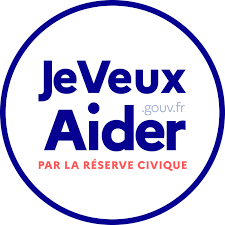 JeVeux
.gouv.fr
Aider
PAR LA RÉSERVE CIVIQUE